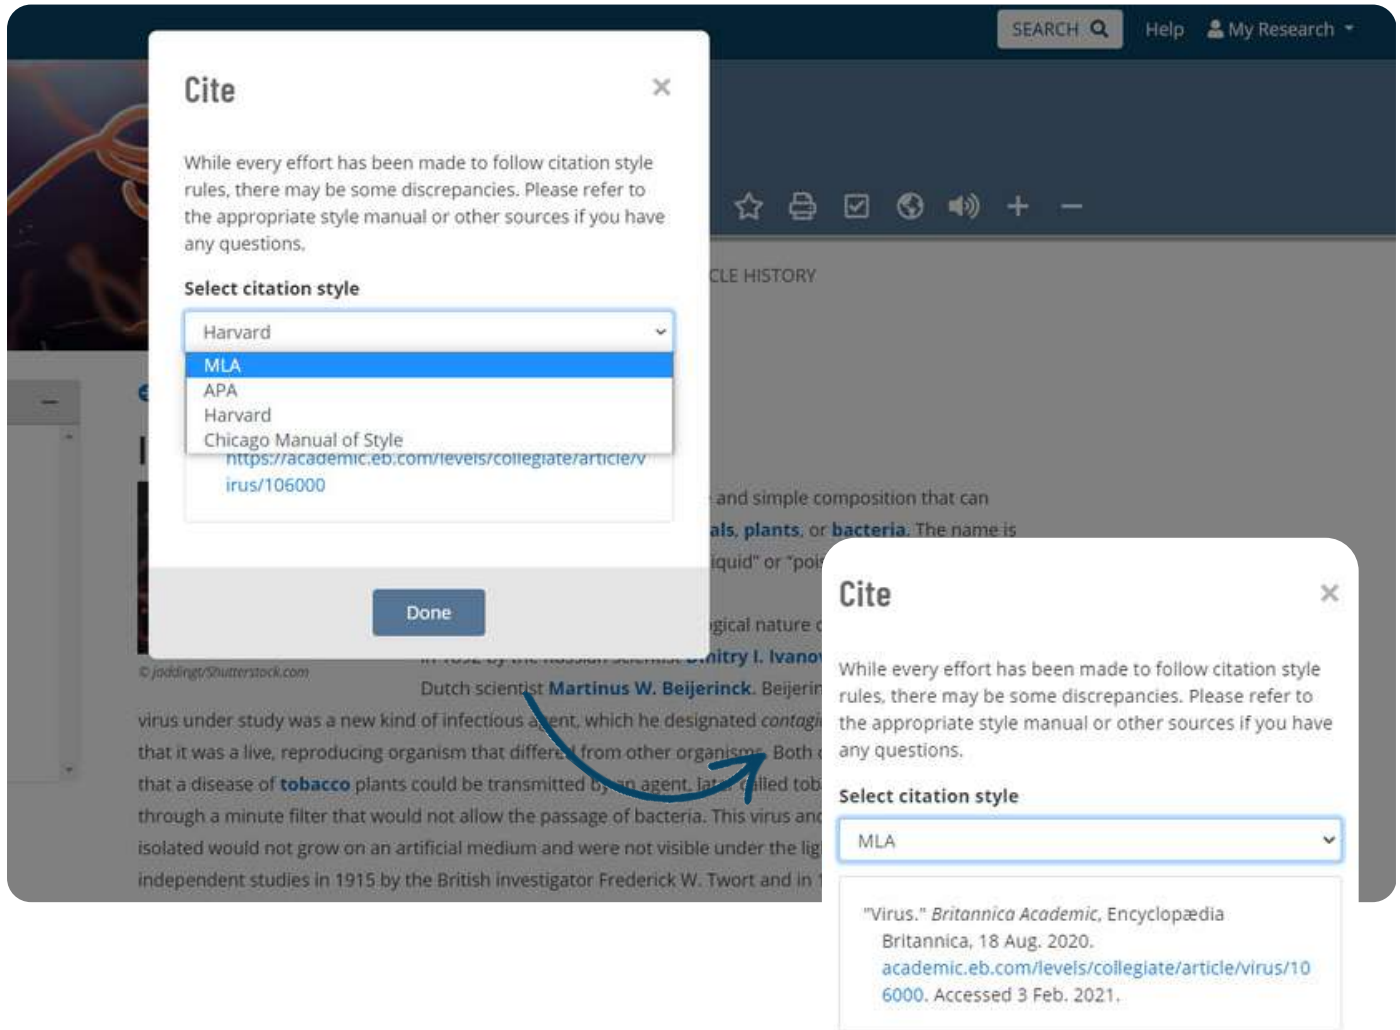 SEARCH Help My Research
Cite ×
While every effort has been made to follow citation style
rules, there may be some discrepancies. Please refer to
the appropriate style manual or other sources if you have
any questions.
Select citation style
Harvard
MLA
APA
Harvard
Chicago Manual of Style
https://academic.eb.com/levels/collegiate/article/v
irus/106000
Done
CLE HISTORY
and simple composition that can
als, plants, or bacteria. The name is
iquid” or “pois
gical nature
in 1892 by the Russian scientist Dmitry I. Ivanov
© joddingt/Shutterstock.com
Dutch scientist Martinus W. Beijerinck. Beijerin
virus under study was a new kind of infectious agent, which he designated contagi
that it was a live, reproducing organism that differed from other organisms. Both
that a disease of tobacco plants could be transmitted by an agent, later called tob
through a minute filter that would not allow the passage of bacteria. This virus and
isolated would not grow on an artificial medium and were not visible under the lig
independent studies in 1915 by the British investigator Frederick W. Twort and in 1
Cite ×
While every effort has been made to follow citation style
rules, there may be some discrepancies. Please refer to
the appropriate style manual or other sources if you have
any questions.
Select citation style
MLA
"Virus." Britannica Academic, Encyclopædia
Britannica, 18 Aug. 2020.
academic.eb.com/levels/collegiate/article/virus/10
6000. Accessed 3 Feb. 2021.